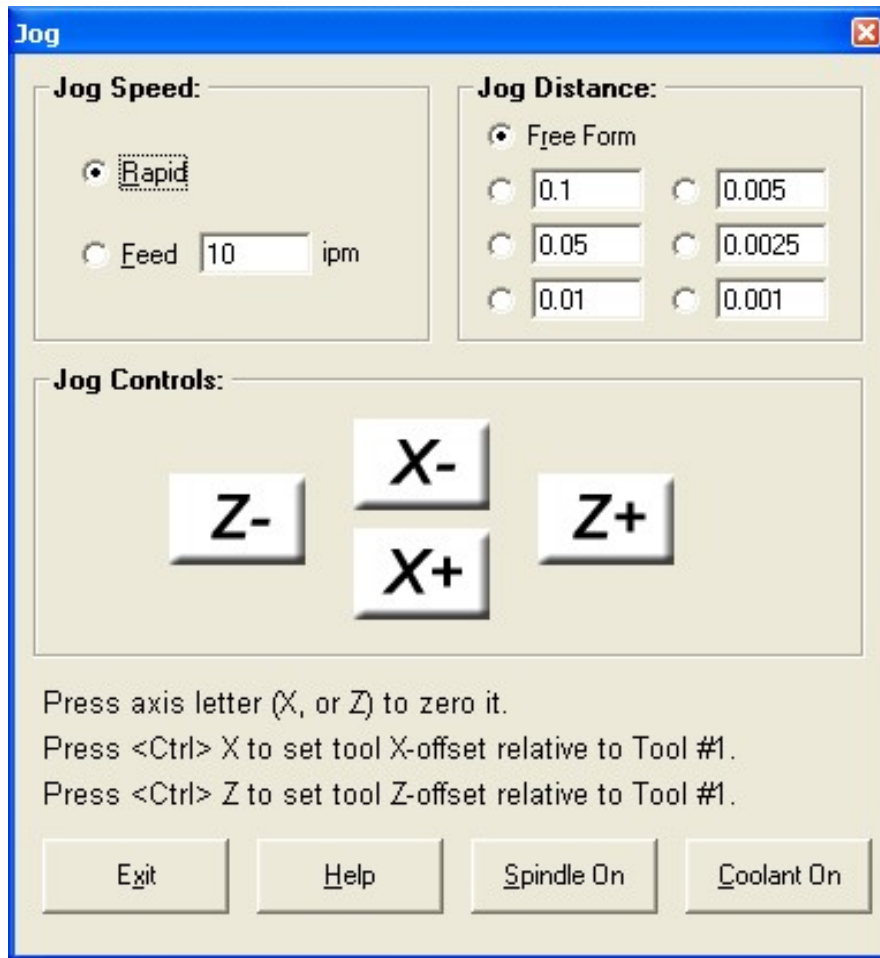 Jog
Jog Speed:
Rapid
Feed 10 ipm
Jog Distance:
Free Form
0.1 0.005
0.05 0.0025
0.01 0.001
Jog Controls:
X-
Z- Z+
X+
Press axis letter (X, or Z) to zero it.
Press <Ctrl> X to set tool X-offset relative to Tool #1.
Press <Ctrl> Z to set tool Z-offset relative to Tool #1.
Exit Help Spindle On Coolant On